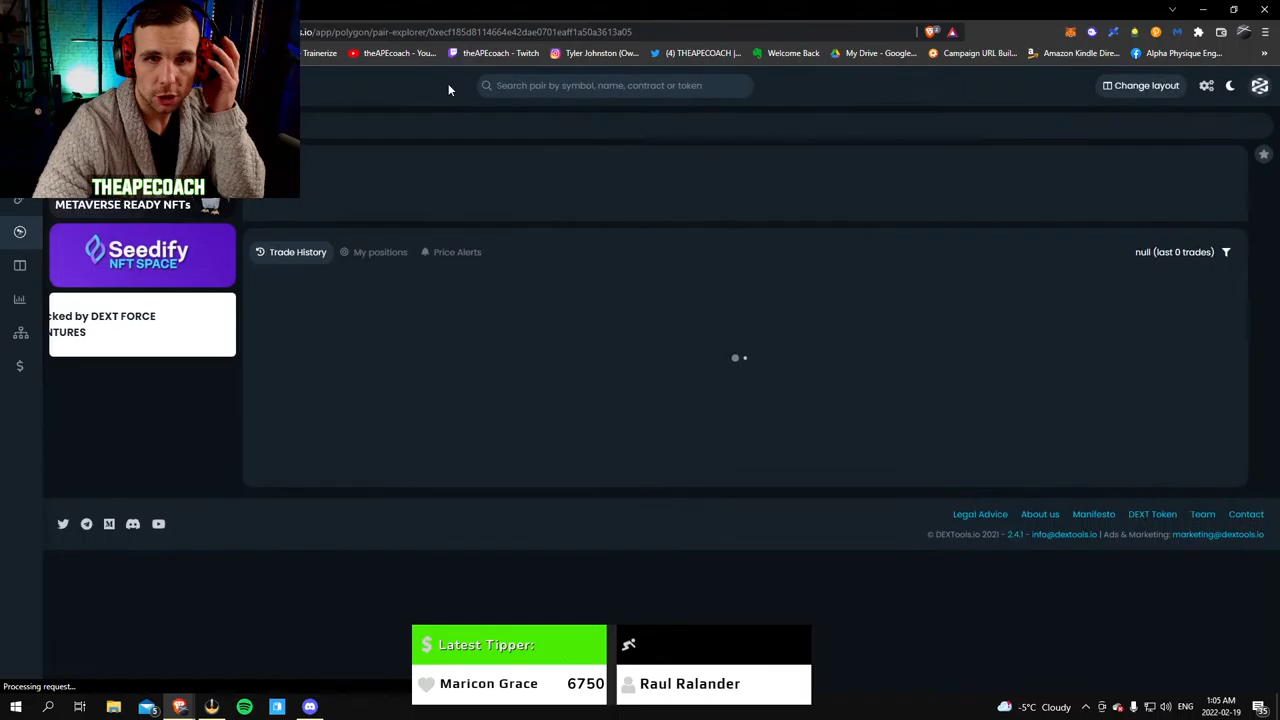 s.io/app/polygon/pair-explorer/0xecf185d8114664e42dae0701eaff1a50a3613a05
Trainerize
theAPEcoach - You...
theAPEcoach - Twitch
Tyler Johnston (Ow...
(4) THEAPECOACH |...
Welcome Back
My Drive - Google...
Campaign URL Buil...
Amazon Kindle Dir...
Alpha Physique Eng...
»
Search pair by symbol, name, contract or token
Change layout
THEAPECOACH
METAVERSE READY NFTs
Seedify
NFT SPACE
cked by DEXT FORCE
NTURES
Trade History
My positions
Price Alerts
null (last 0 trades)
Legal Advice
About us
Manifesto
DEXT Token
Team
Contact
© DEXTools.io 2021 - 2.4.1 - info@dextools.io | Ads & Marketing: marketing@dextools.io
Latest Tipper:
Maricon Grace 6750
Raul Ralander
Processing request...
-5°C Cloudy
ENG
1:05 AM
2022-02-19